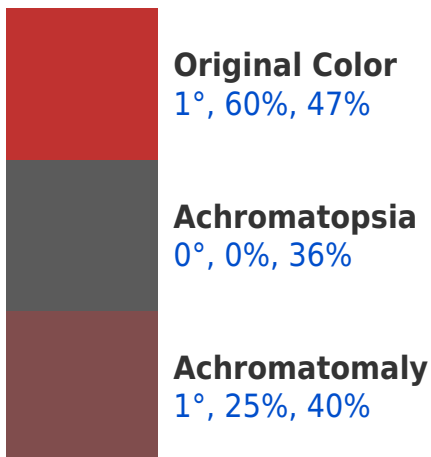 Original Color
1°, 60%, 47%
Achromatopsia
0°, 0%, 36%
Achromatomaly
1°, 25%, 40%